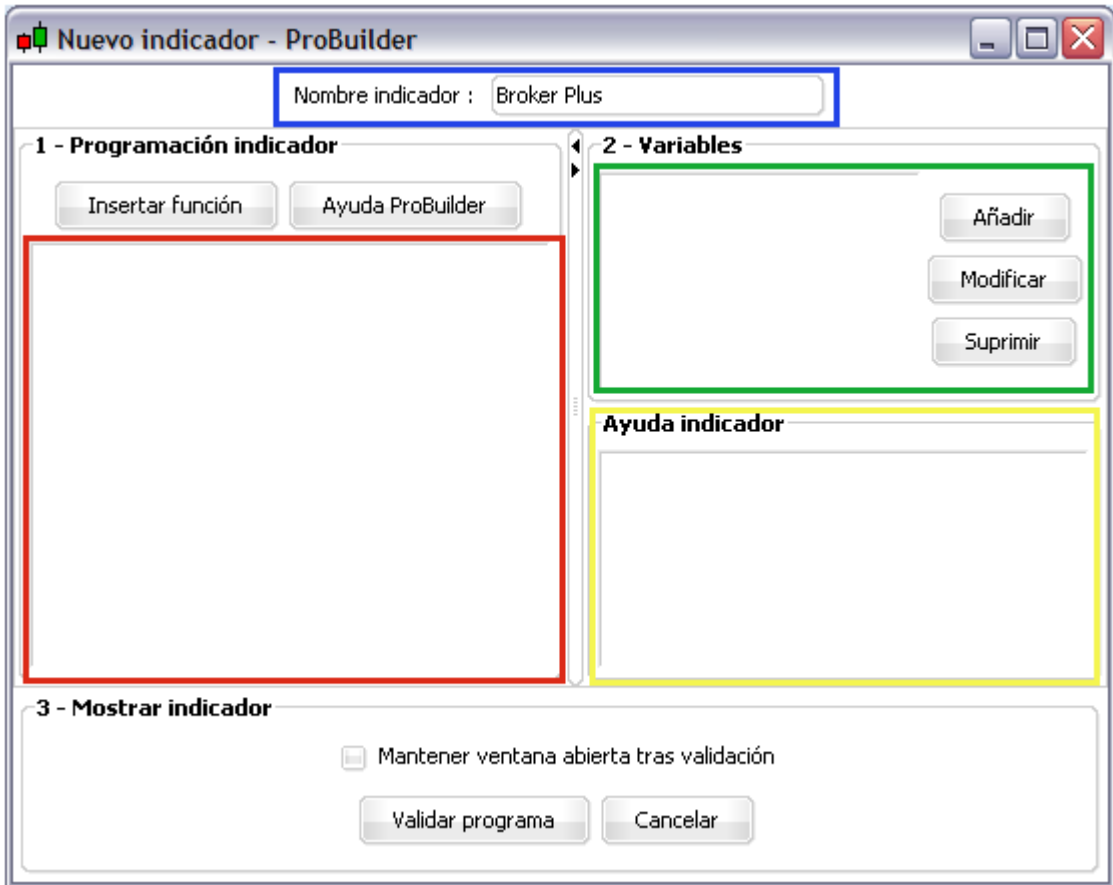 Nuevo indicador - ProBuilder
Nombre indicador : Broker Plus
1 - Programación indicador
Insertar función Ayuda ProBuilder
2 - Variables
Añadir
Modificar
Suprimir
Ayuda indicador
3 - Mostrar indicador
Mantener ventana abierta tras validación
Validar programa Cancelar